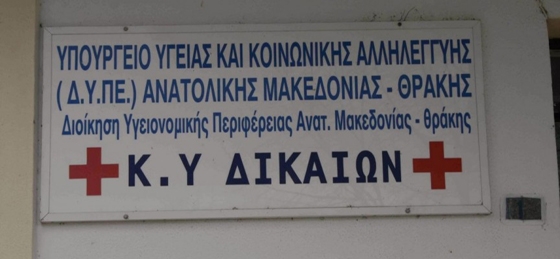 ΥΠΟΥΡΓΕΙΟ ΥΓΕΙΑΣ ΚΑΙ ΚΟΙΝΩΝΙΚΗΣ ΑΛΛΗΛΕΓΓΥΗΣ
(Δ.Υ.ΠΕ.) ΑΝΑΤΟΛΙΚΗΣ ΜΑΚΕΔΟΝΙΑΣ - ΘΡΑΚΗΣ
Διοίκηση Υγειονομικής Περιφέρειας Ανατ. Μακεδονίας - θράκης
Κ.Υ ΔΙΚΑΙΩΝ